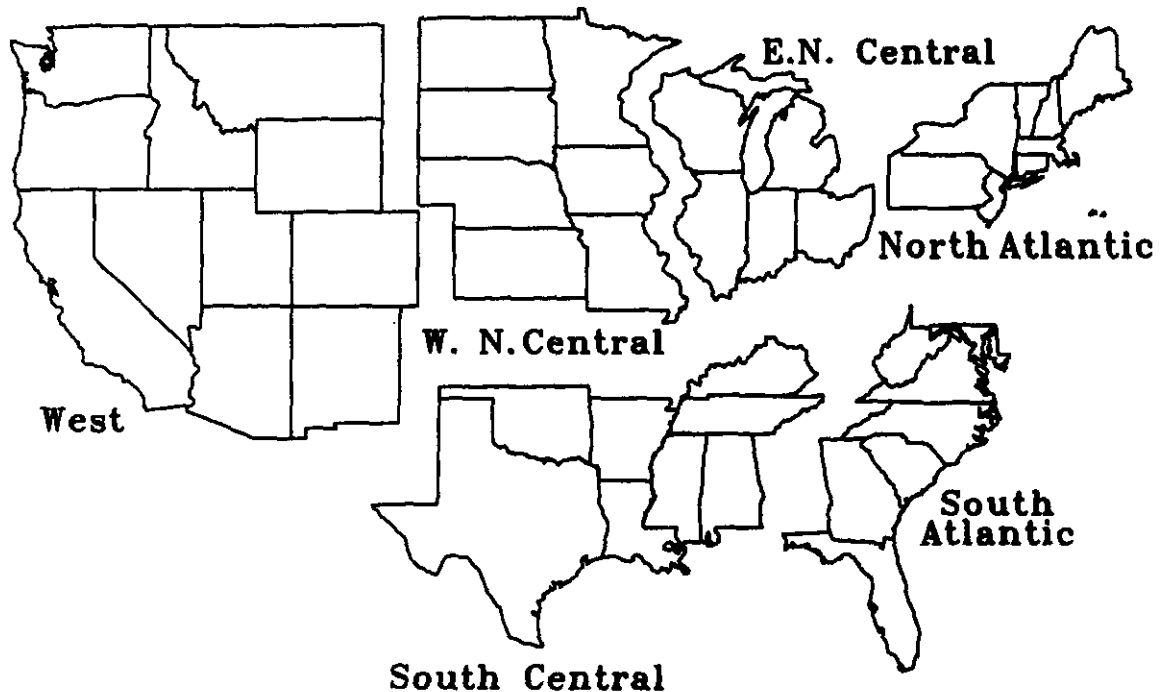 E.N. Central
North Atlantic
W. N. Central
West
South
Atlantic
South Central